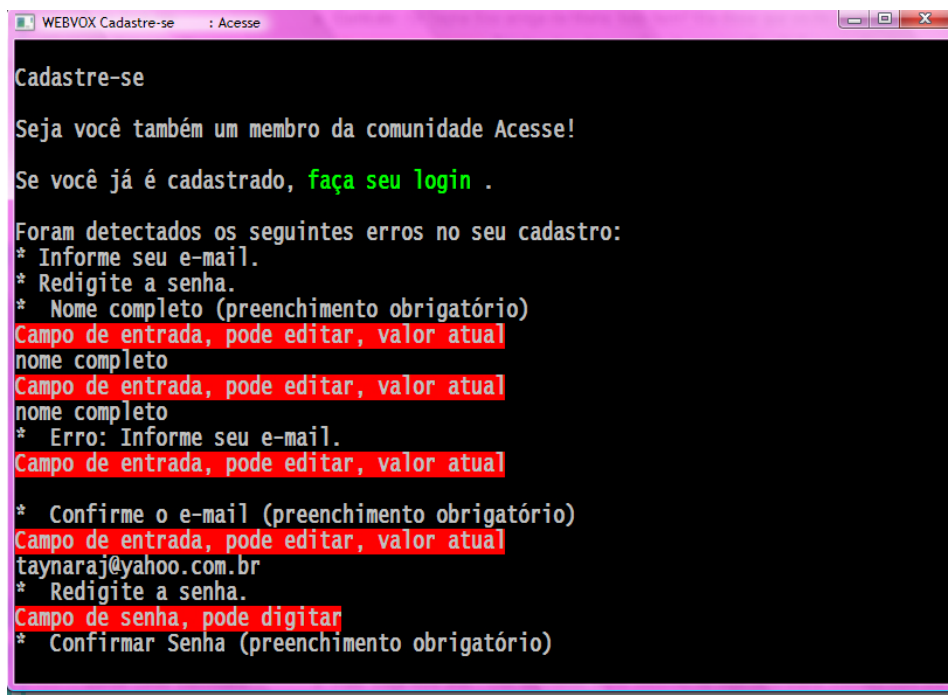 WEBVOX Cadastre-se : Acesse
Cadastre-se
Seja você também um membro da comunidade Acesse!
Se você já é cadastrado, faça seu login .
Foram detectados os seguintes erros no seu cadastro:
* Informe seu e-mail.
* Redigite a senha.
* Nome completo (preenchimento obrigatório)
Campo de entrada, pode editar, valor atual
nome completo
Campo de entrada, pode editar, valor atual
nome completo
* Erro: Informe seu e-mail.
Campo de entrada, pode editar, valor atual
* Confirme o e-mail (preenchimento obrigatório)
Campo de entrada, pode editar, valor atual
taynaraj@yahoo.com.br
* Redigite a senha.
Campo de senha, pode digitar
* Confirmar Senha (preenchimento obrigatório)